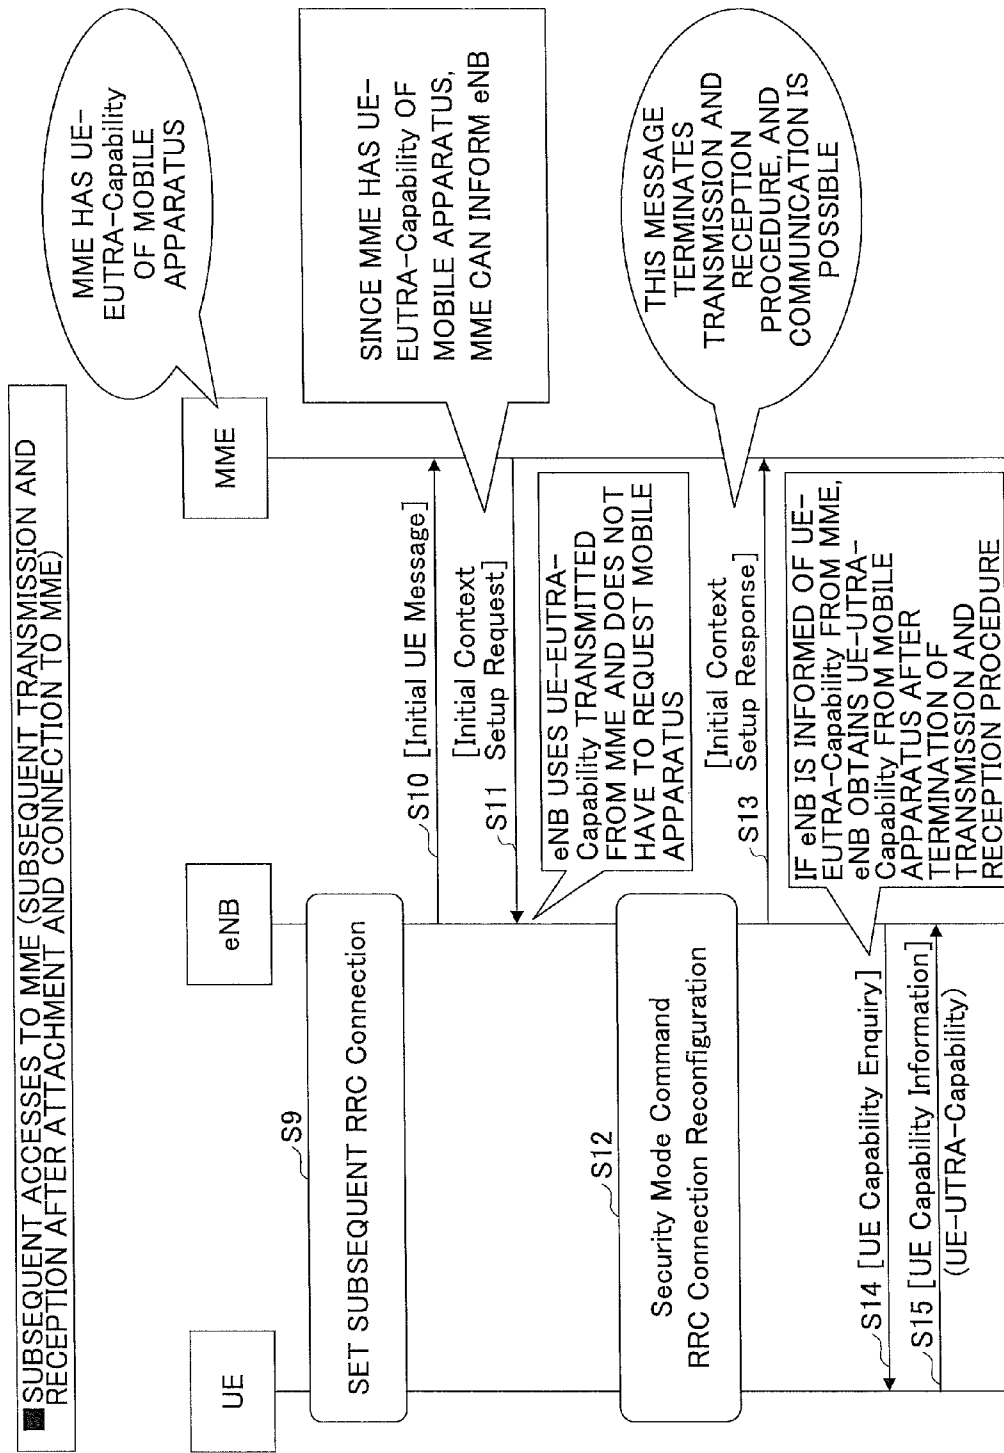 ■ SUBSEQUENT ACCESSES TO MME (SUBSEQUENT TRANSMISSION AND
RECEPTION AFTER ATTACHMENT AND CONNECTION TO MME)
UE
eNB
MME
MME HAS UE-
EUTRA-Capability
OF MOBILE
APPARATUS
S9
SET SUBSEQUENT RRC Connection
S10 [Initial UE Message]
SINCE MME HAS UE-
EUTRA-Capability OF
MOBILE APPARATUS,
MME CAN INFORM eNB
[Initial Context
S11 Setup Request]
eNB USES UE-EUTRA-
Capability TRANSMITTED
FROM MME AND DOES NOT
HAVE TO REQUEST MOBILE
APPARATUS
S12
Security Mode Command
RRC Connection Reconfiguration
THIS MESSAGE
TERMINATES
TRANSMISSION AND
RECEPTION
PROCEDURE, AND
COMMUNICATION IS
POSSIBLE
[Initial Context
S13 Setup Response]
IF eNB IS INFORMED OF UE-
EUTRA-Capability FROM MME,
eNB OBTAINS UE-UTRA-
Capability FROM MOBILE
APPARATUS AFTER
TERMINATION OF
TRANSMISSION AND
RECEPTION PROCEDURE
S14 [UE Capability Enquiry]
S15 [UE Capability Information]
(UE-UTRA-Capability)